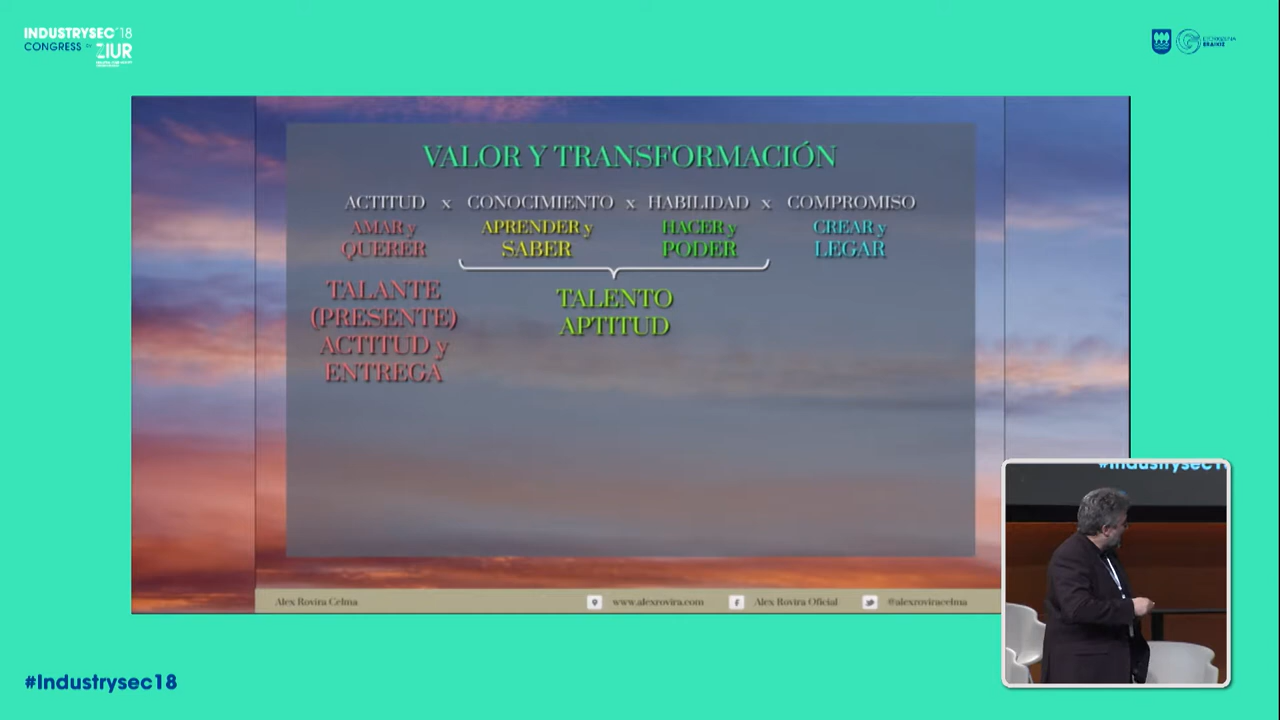 INDUSTRYSEC´18
CONGRESS BY ZIUR
VALOR Y TRANSFORMACIÓN
ACTITUD x CONOCIMIENTO x HABILIDAD x COMPROMISO
AMAR y
QUERER
APRENDER y
SABER
HACER y
PODER
CREAR y
LEGAR
TALANTE
(PRESENTE)
ACTITUD y
ENTREGA
TALENTO
APTITUD
Alex Rovira Celma
www.alexrovira.com
Alex Rovira Oficial
@alexroviracelma
#Industrysec18
#Industrysec18